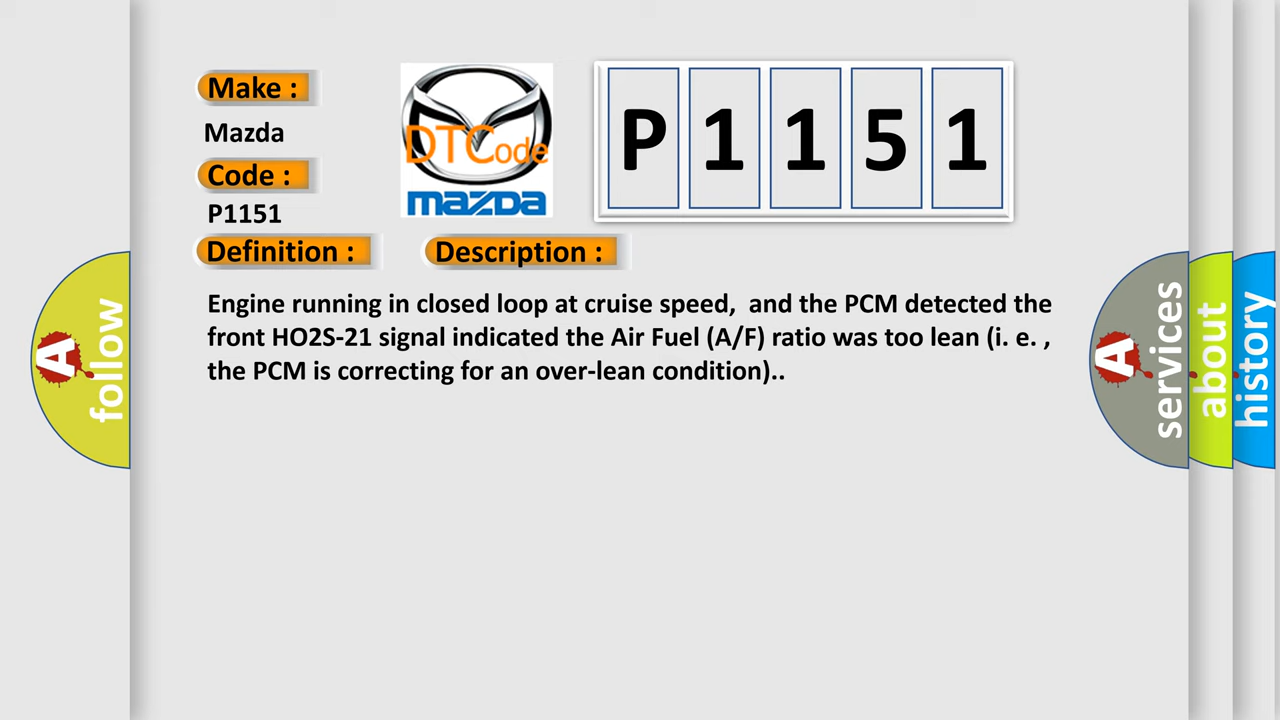 Make :
Mazda
Code :
P1151
Definition :
Description :
Engine running in closed loop at cruise speed,  and the PCM detected the
front HO2S-21 signal indicated the Air Fuel (A/F) ratio was too lean (i. e. ,
the PCM is correcting for an over-lean condition)..
DTCode
mazda
P 1 1 5 1
A follow
A services
about
history